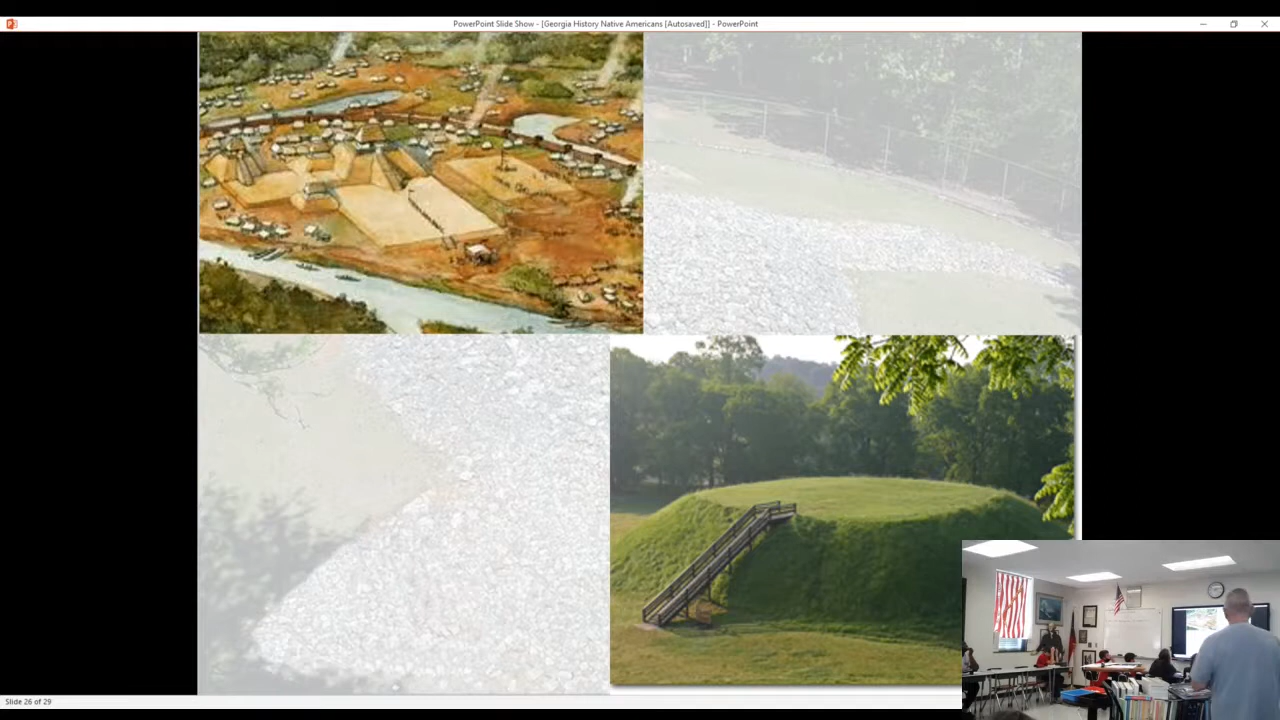 PowerPoint Slide Show - [Georgia History Native Americans [Autosaved]] - PowerPoint
Slide 26 of 29